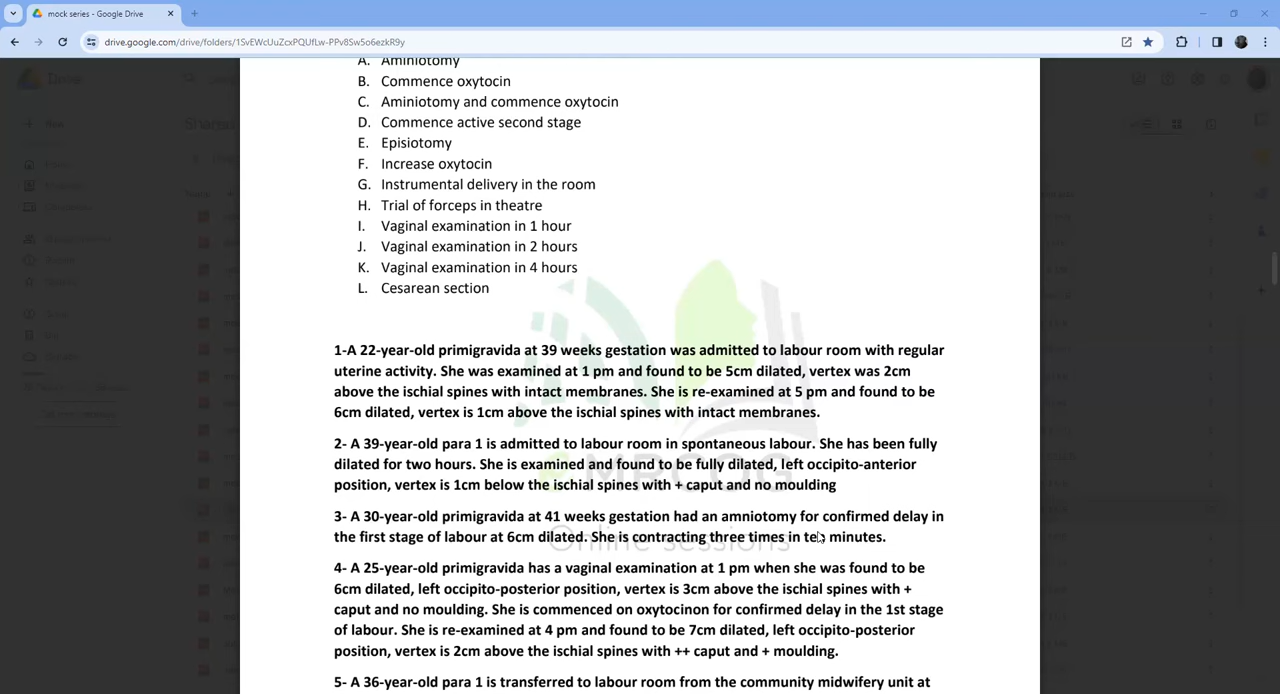 mock series - Google Drive
drive.google.com/drive/folders/1SvEWcUuZcxPQUfLw-PPv8Sw5o6ezkR9y
A. Aminiotomy
B. Commence oxytocin
C. Aminiotomy and commence oxytocin
D. Commence active second stage
E. Episiotomy
F. Increase oxytocin
G. Instrumental delivery in the room
H. Trial of forceps in theatre
I. Vaginal examination in 1 hour
J. Vaginal examination in 2 hours
K. Vaginal examination in 4 hours
L. Cesarean section
1-A 22-year-old primigravida at 39 weeks gestation was admitted to labour room with regular
uterine activity. She was examined at 1 pm and found to be 5cm dilated, vertex was 2cm
above the ischial spines with intact membranes. She is re-examined at 5 pm and found to be
6cm dilated, vertex is 1cm above the ischial spines with intact membranes.
2- A 39-year-old para 1 is admitted to labour room in spontaneous labour. She has been fully
dilated for two hours. She is examined and found to be fully dilated, left occipito-anterior
position, vertex is 1cm below the ischial spines with + caput and no moulding
eMRCOG
3- A 30-year-old primigravida at 41 weeks gestation had an amniotomy for confirmed delay in
the first stage of labour at 6cm dilated. She is contracting three times in ten minutes.
Online sessions
4- A 25-year-old primigravida has a vaginal examination at 1 pm when she was found to be
6cm dilated, left occipito-posterior position, vertex is 3cm above the ischial spines with +
caput and no moulding. She is commenced on oxytocinon for confirmed delay in the 1st stage
of labour. She is re-examined at 4 pm and found to be 7cm dilated, left occipito-posterior
position, vertex is 2cm above the ischial spines with ++ caput and + moulding.
5- A 36-year-old para 1 is transferred to labour room from the community midwifery unit at